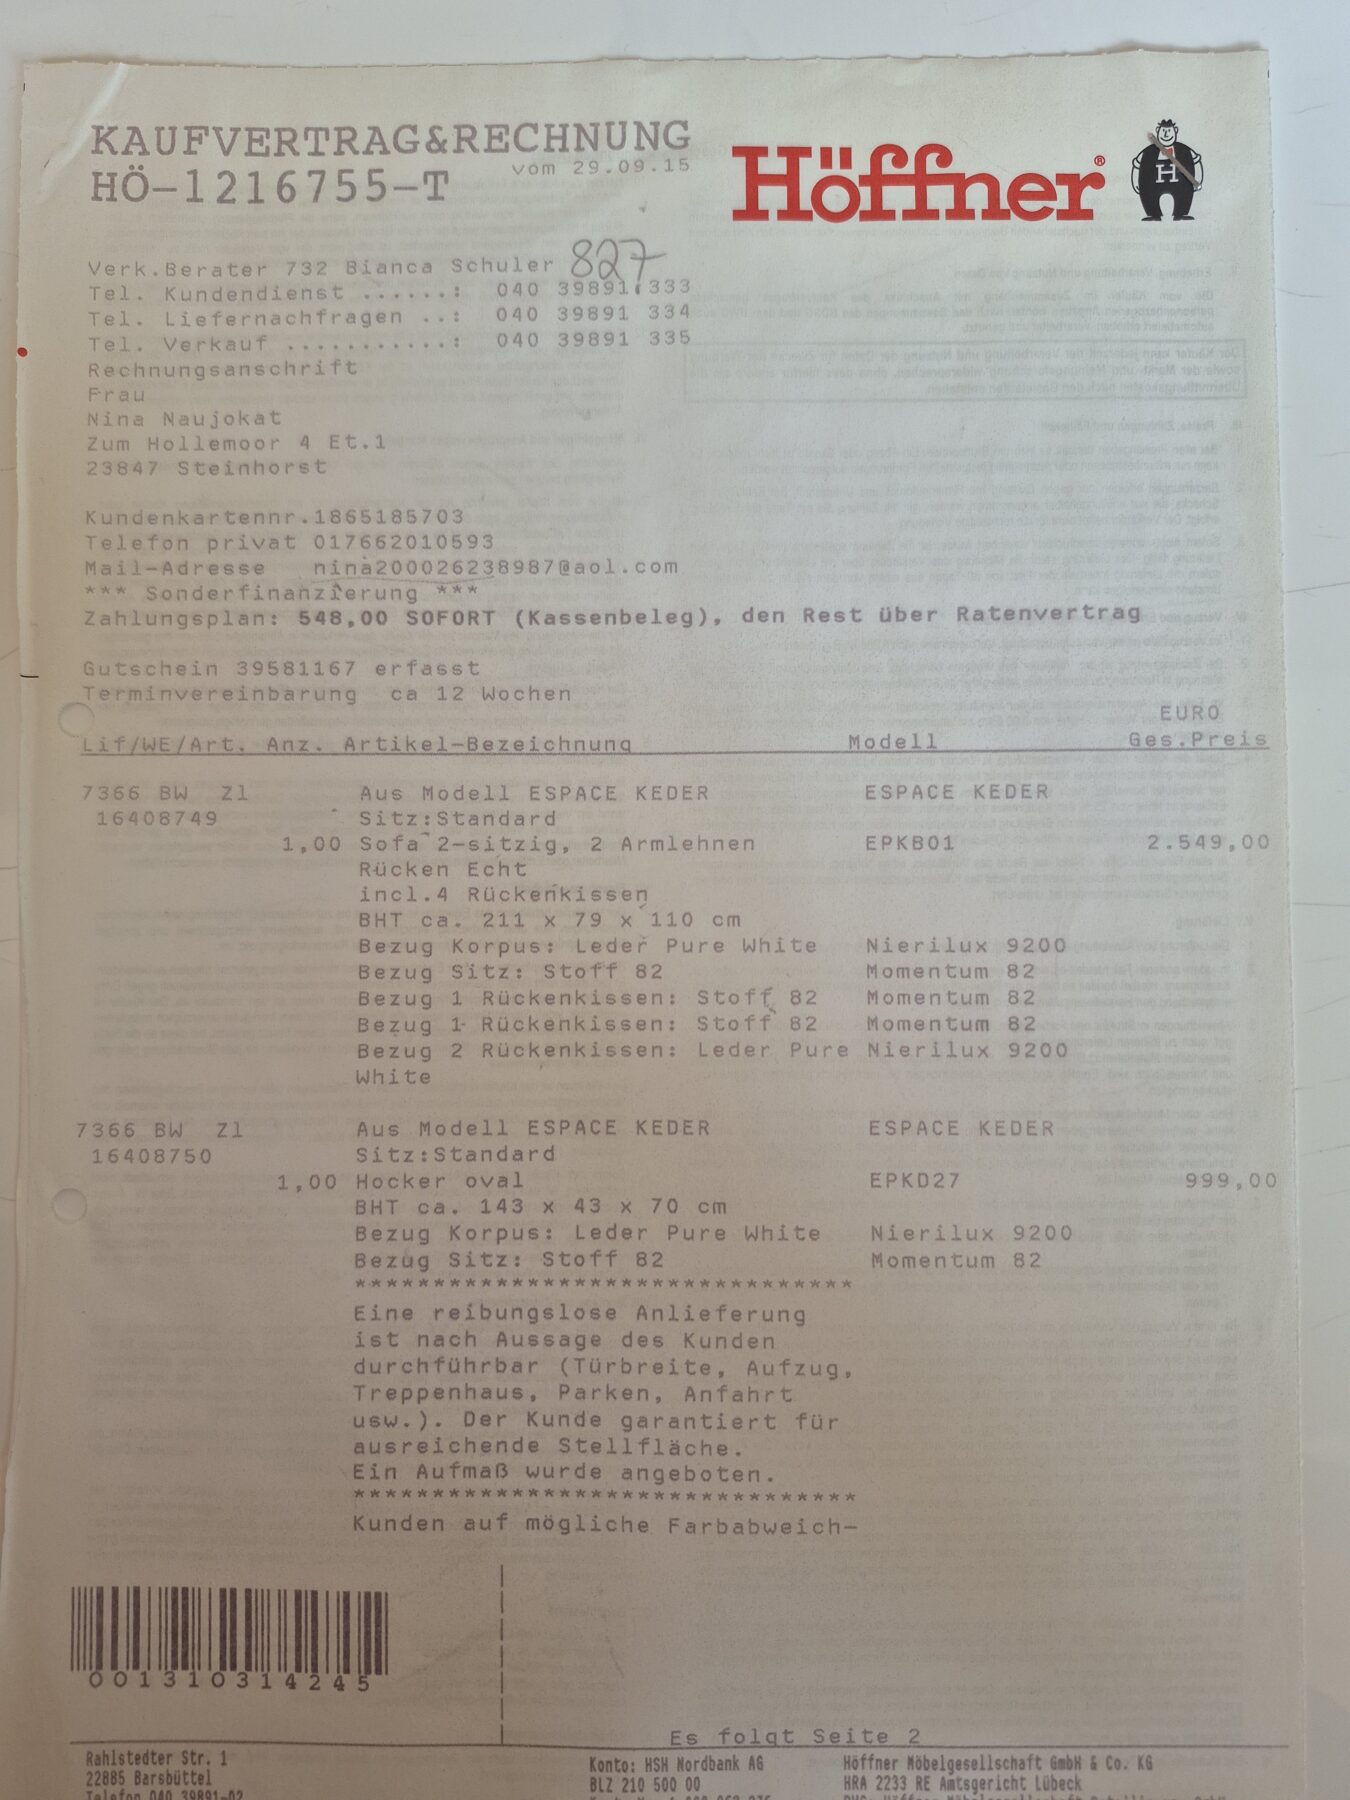 KAUFVERTRAG&RECHNUNG
vom 29.09.15
HÖ-1216755-T
Höffner®
H
Verk.Berater 732 Bianca Schuler 827
Tel. Kundendienst ......: 040 39891 333
Tel. Liefernachfragen ..: 040 39891 334
Tel. Verkauf ...........: 040 39891 335
Rechnungsanschrift
Frau
Nina Naujokat
Zum Hollemoor 4 Et.1
23847 Steinhorst
Kundenkartennr.1865185703
Telefon privat 017662010593
Mail-Adresse nina200026238987@aol.com
*** Sonderfinanzierung ***
Zahlungsplan: 548,00 SOFORT (Kassenbeleg), den Rest über Ratenvertrag
Gutschein 39581167 erfasst
Terminvereinbarung ca 12 Wochen
EURO
Lif/WE/Art. Anz. Artikel-Bezeichnung Modell Ges.Preis
7366 BW Zl Aus Modell ESPACE KEDER ESPACE KEDER
16408749 Sitz:Standard
1,00 Sofa 2-sitzig, 2 Armlehnen EPKB01 2.549,00
Rücken Echt
incl.4 Rückenkissen
BHT ca. 211 x 79 x 110 cm
Bezug Korpus: Leder Pure White Nierilux 9200
Bezug Sitz: Stoff 82 Momentum 82
Bezug 1 Rückenkissen: Stoff 82 Momentum 82
Bezug 1 Rückenkissen: Stoff 82 Momentum 82
Bezug 2 Rückenkissen: Leder Pure Nierilux 9200
White
7366 BW Zl Aus Modell ESPACE KEDER ESPACE KEDER
16408750 Sitz:Standard
1,00 Hocker oval EPKD27 999,00
BHT ca. 143 x 43 x 70 cm
Bezug Korpus: Leder Pure White Nierilux 9200
Bezug Sitz: Stoff 82 Momentum 82
********************************
Eine reibungslose Anlieferung
ist nach Aussage des Kunden
durchführbar (Türbreite, Aufzug,
Treppenhaus, Parken, Anfahrt
usw.). Der Kunde garantiert für
ausreichende Stellfläche.
Ein Aufmaß wurde angeboten.
********************************
Kunden auf mögliche Farbabweich-
001310314245
Es folgt Seite 2
Rahlstedter Str. 1 Konto: HSH Nordbank AG Höffner Möbelgesellschaft GmbH & Co. KG
22885 Barsbüttel BLZ 210 500 00 HRA 2233 RE Amtsgericht Lübeck
Telefon 040 39891-02